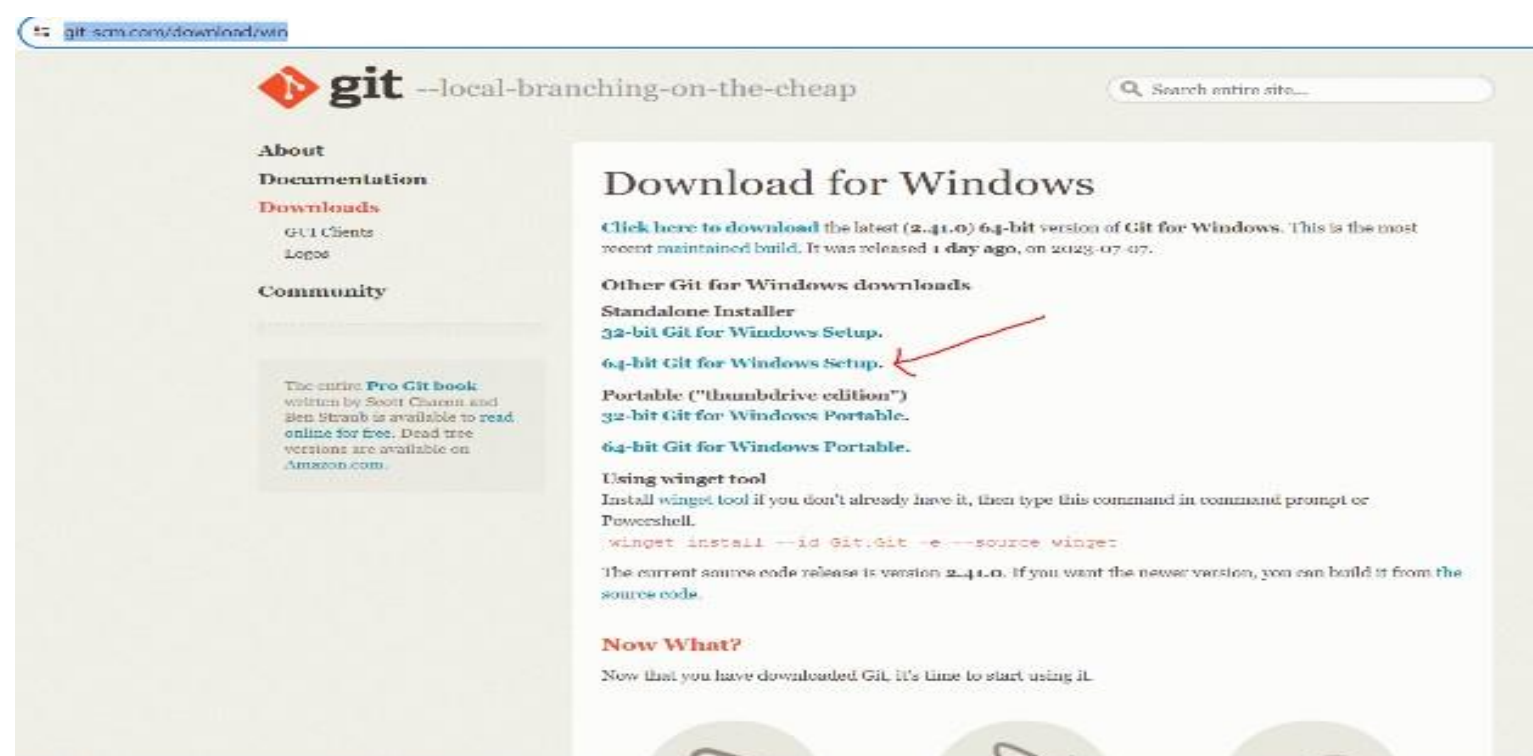 git-scm.com/download/win
git --local-branching-on-the-cheap
Search entire site...
About
Documentation
Downloads
GUI Clients
Logos
Community
The entire Pro Git book
written by Scott Chacon and
Ben Straub is available to read
online for free. Dead tree
versions are available on
Amazon.com.
Download for Windows
Click here to download the latest (2.41.0) 64-bit version of Git for Windows. This is the most
recent maintained build. It was released 1 day ago, on 2023-07-07.
Other Git for Windows downloads
Standalone Installer
32-bit Git for Windows Setup.
64-bit Git for Windows Setup.
Portable ("thumbdrive edition")
32-bit Git for Windows Portable.
64-bit Git for Windows Portable.
Using winget tool
Install winget tool if you don't already have it, then type this command in command prompt or
Powershell.
winget install --id Git.Git -e --source winget
The current source code release is version 2.41.0. If you want the newer version, you can build it from the
source code.
Now What?
Now that you have downloaded Git, it's time to start using it.